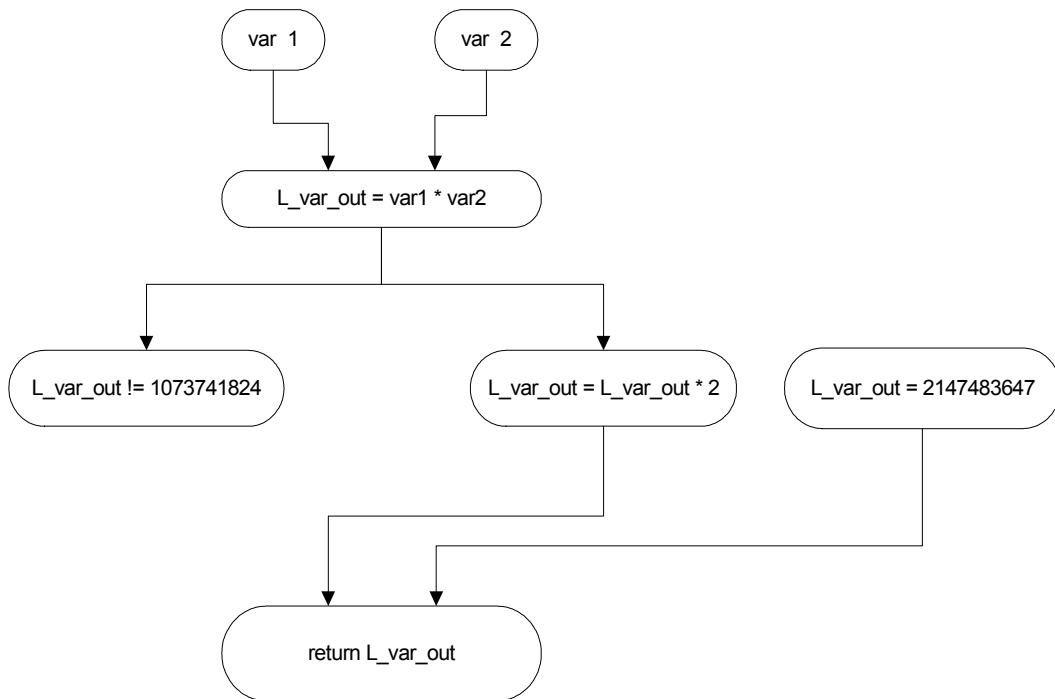 var 1
var 2
L_var_out = var1 * var2
L_var_out != 1073741824
L_var_out = L_var_out * 2
L_var_out = 2147483647
return L_var_out